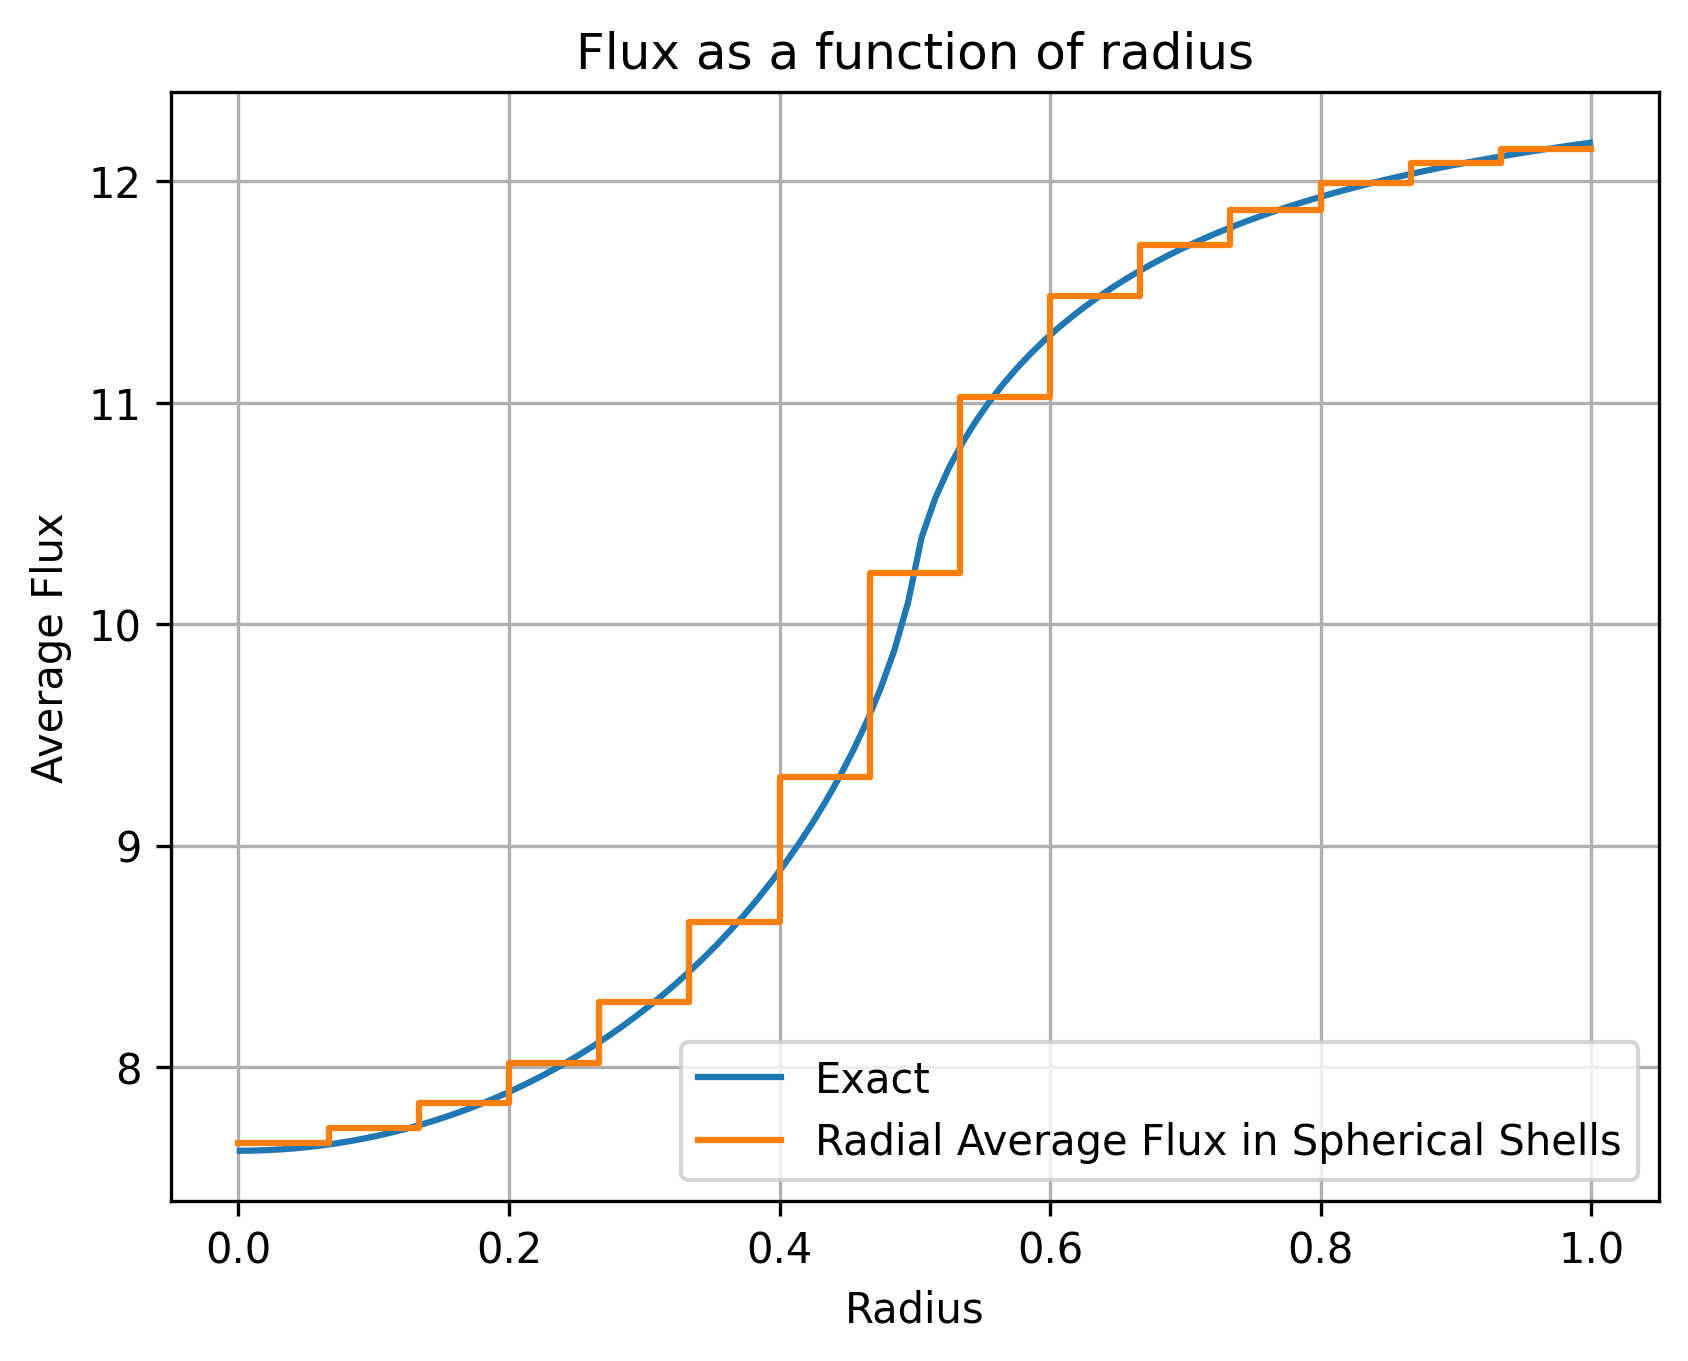 Flux as a function of radius
12
11
10
9
8
Average Flux
Exact
Radial Average Flux in Spherical Shells
0.0 0.2 0.4 0.6 0.8 1.0
Radius